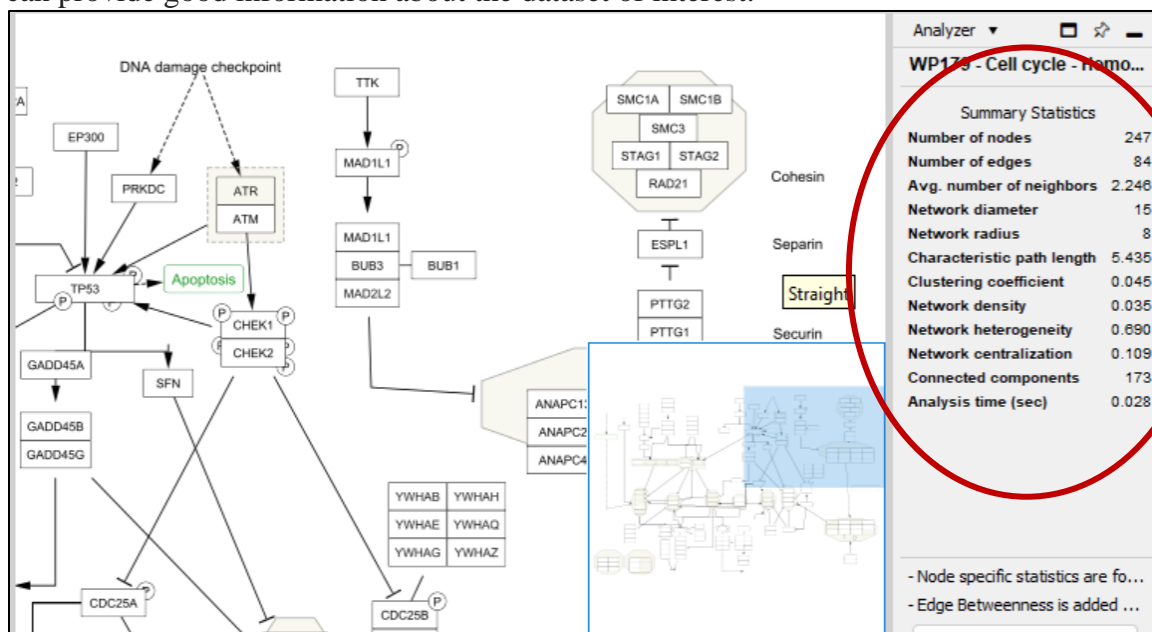 can provide good information about the dataset of interest.
Analyzer
WP179 - Cell cycle - Homo...
Summary Statistics
Number of nodes 247
Number of edges 84
Avg. number of neighbors 2.246
Network diameter 15
Network radius 8
Characteristic path length 5.435
Clustering coefficient 0.045
Network density 0.035
Network heterogeneity 0.690
Network centralization 0.109
Connected components 173
Analysis time (sec) 0.028
- Node specific statistics are fo...
- Edge Betweenness is added ...
DNA damage checkpoint
EP300
PRKDC
ATR
ATM
TP53
P
P
P
Apoptosis
CHEK1
CHEK2
P
P
P
P
P
GADD45A
SFN
GADD45B
GADD45G
CDC25A
P
TTK
MAD1L1
P
MAD1L1
BUB3
MAD2L2
BUB1
YWHAB YWHAH
YWHAE YWHAQ
YWHAG YWHAZ
CDC25B
P
SMC1A SMC1B
SMC3
STAG1 STAG2
RAD21
Cohesin
ESPL1
Separin
Straight
PTTG2
PTTG1
Securin
ANAPC1
ANAPC2
ANAPC4